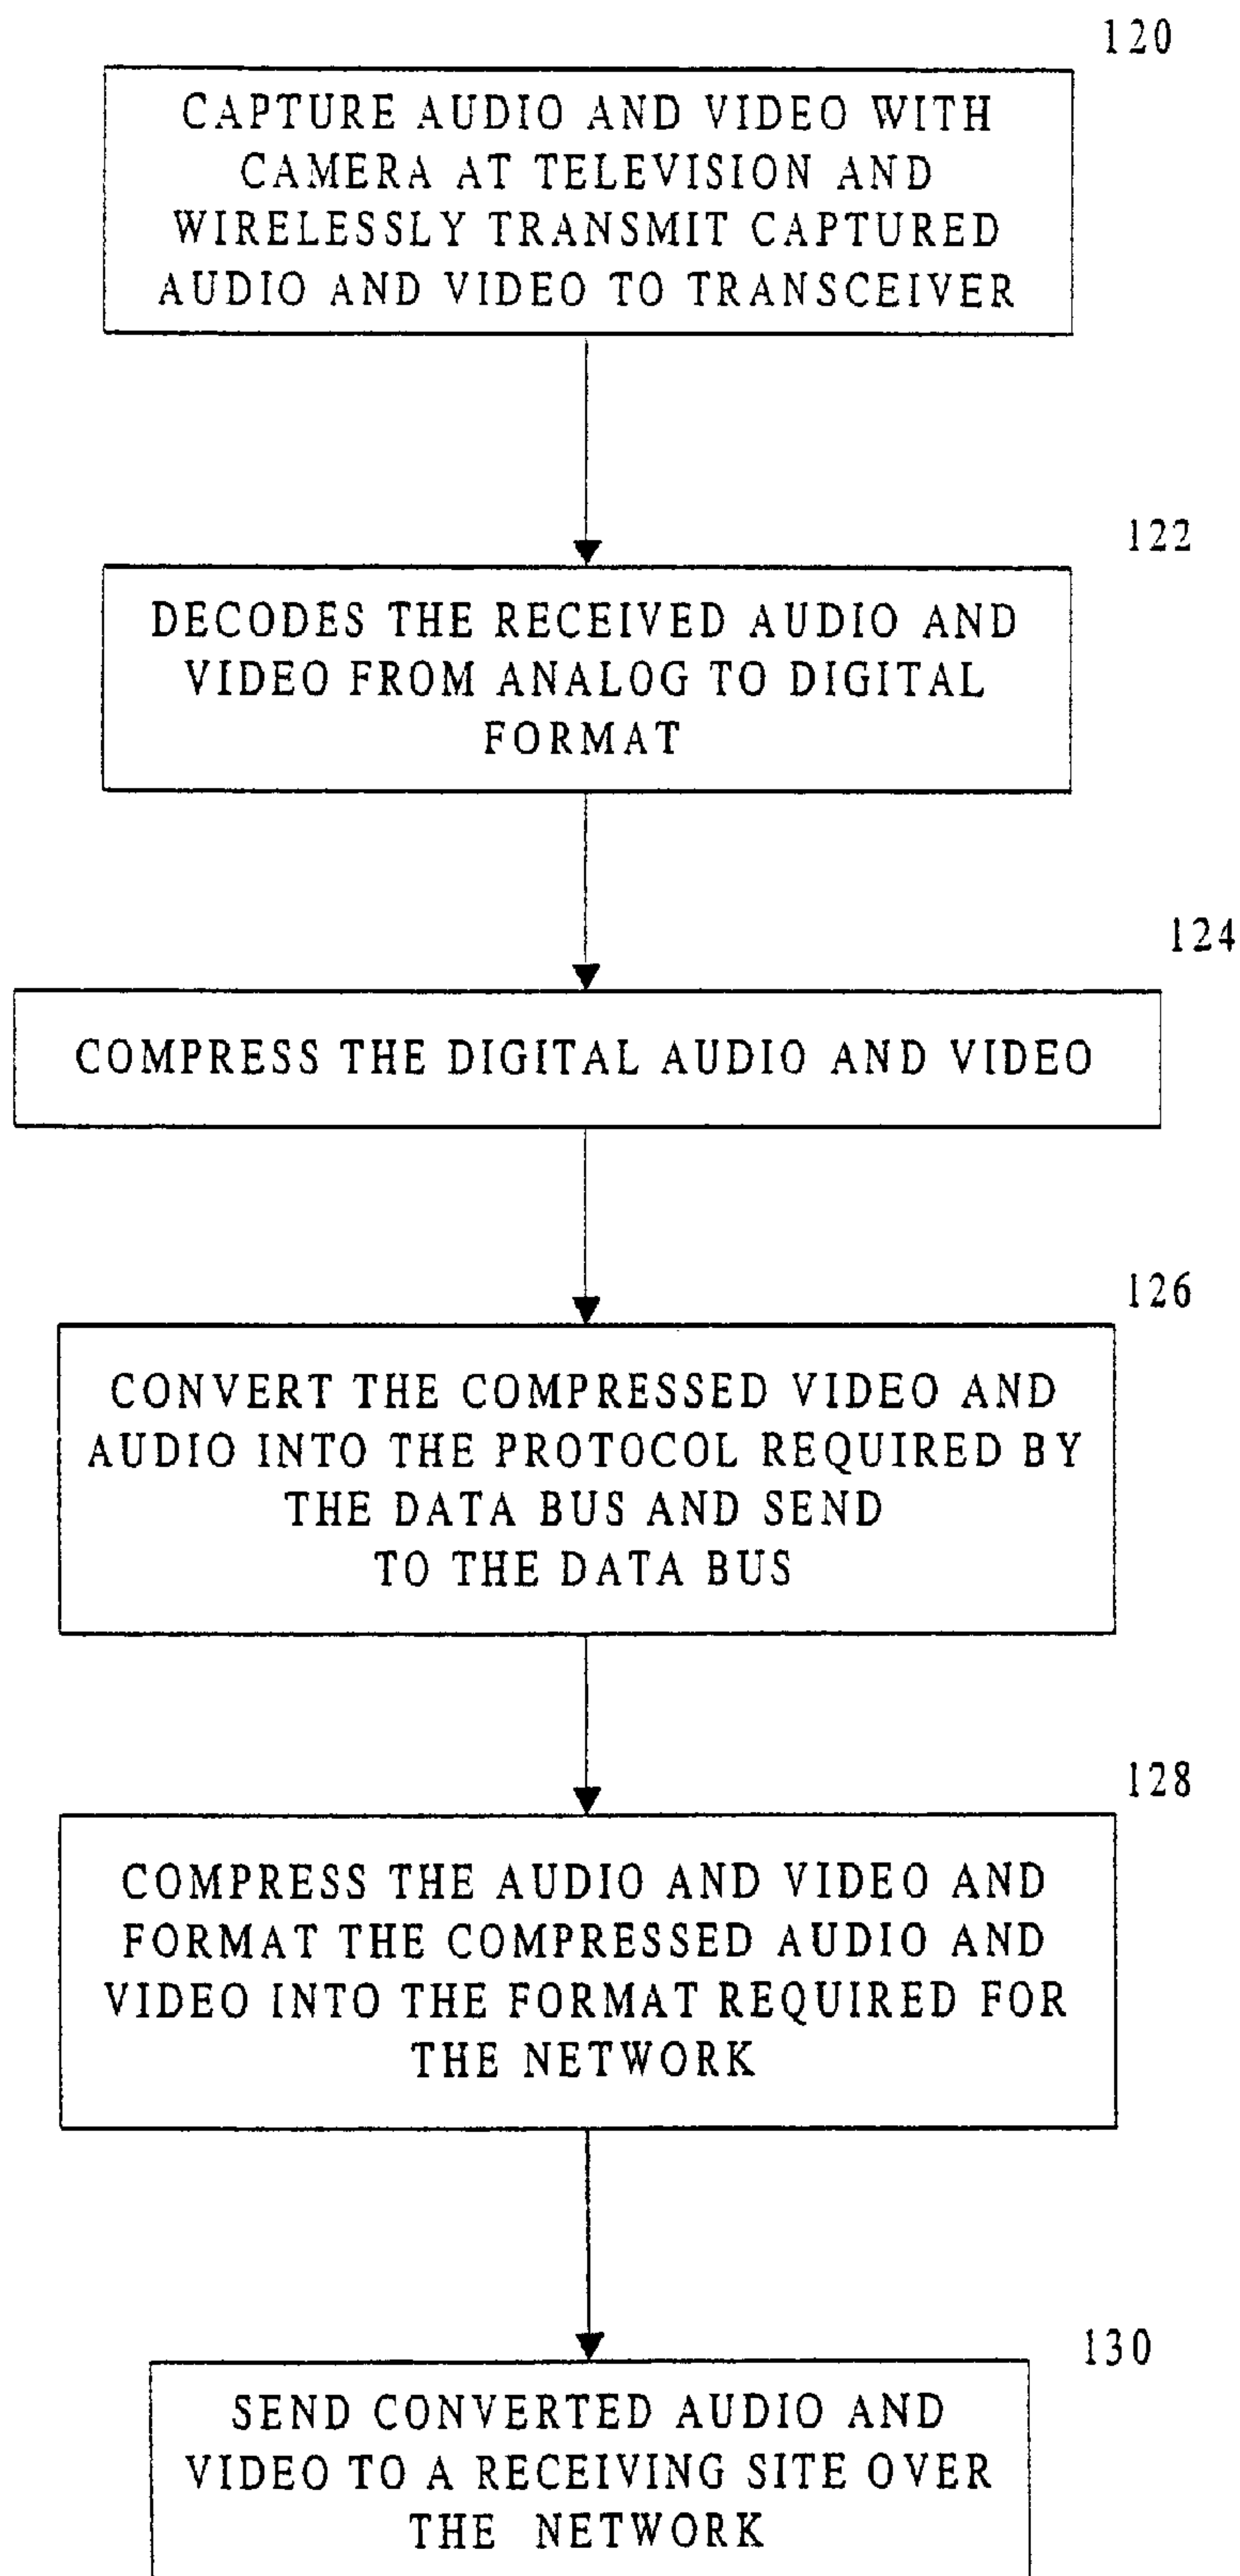 120
CAPTURE AUDIO AND VIDEO WITH
CAMERA AT TELEVISION AND
WIRELESSLY TRANSMIT CAPTURED
AUDIO AND VIDEO TO TRANSCEIVER
122
DECODES THE RECEIVED AUDIO AND
VIDEO FROM ANALOG TO DIGITAL
FORMAT
124
COMPRESS THE DIGITAL AUDIO AND VIDEO
126
CONVERT THE COMPRESSED VIDEO AND
AUDIO INTO THE PROTOCOL REQUIRED BY
THE DATA BUS AND SEND
TO THE DATA BUS
128
COMPRESS THE AUDIO AND VIDEO AND
FORMAT THE COMPRESSED AUDIO AND
VIDEO INTO THE FORMAT REQUIRED FOR
THE NETWORK
130
SEND CONVERTED AUDIO AND
VIDEO TO A RECEIVING SITE OVER
THE NETWORK